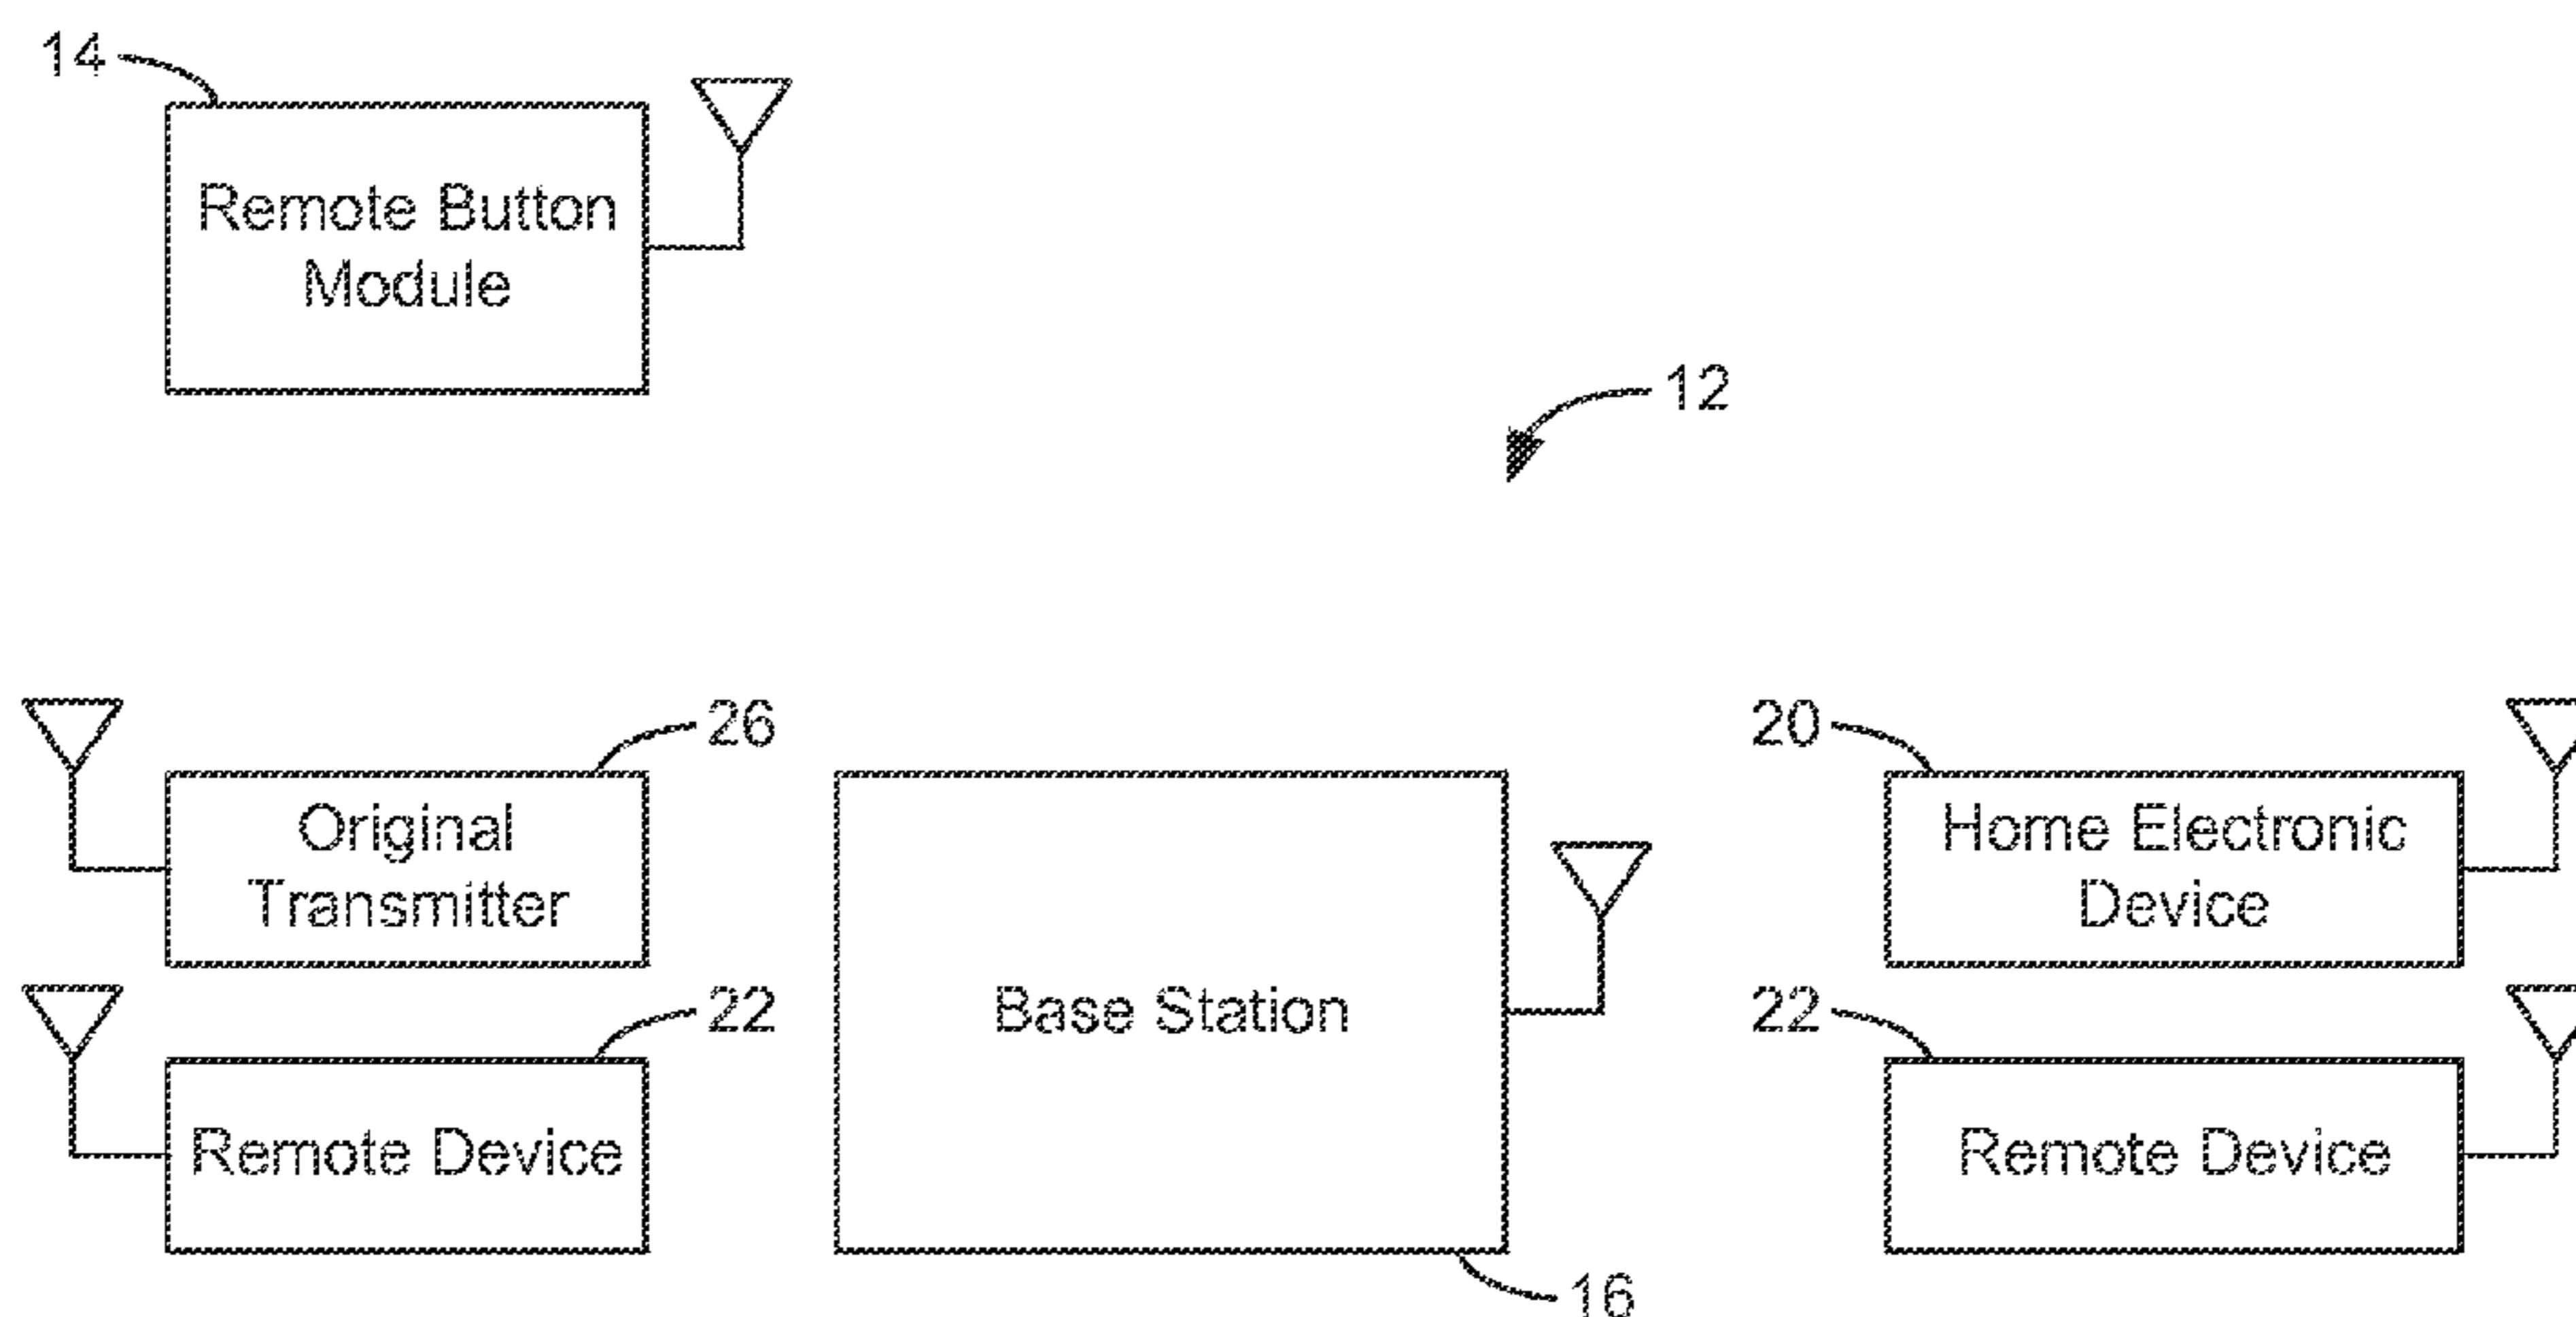 14
Remote Button
Module
12
26
20
Original
Transmitter
Home Electronic
Device
22
22
Base Station
Remote Device
Remote Device
16